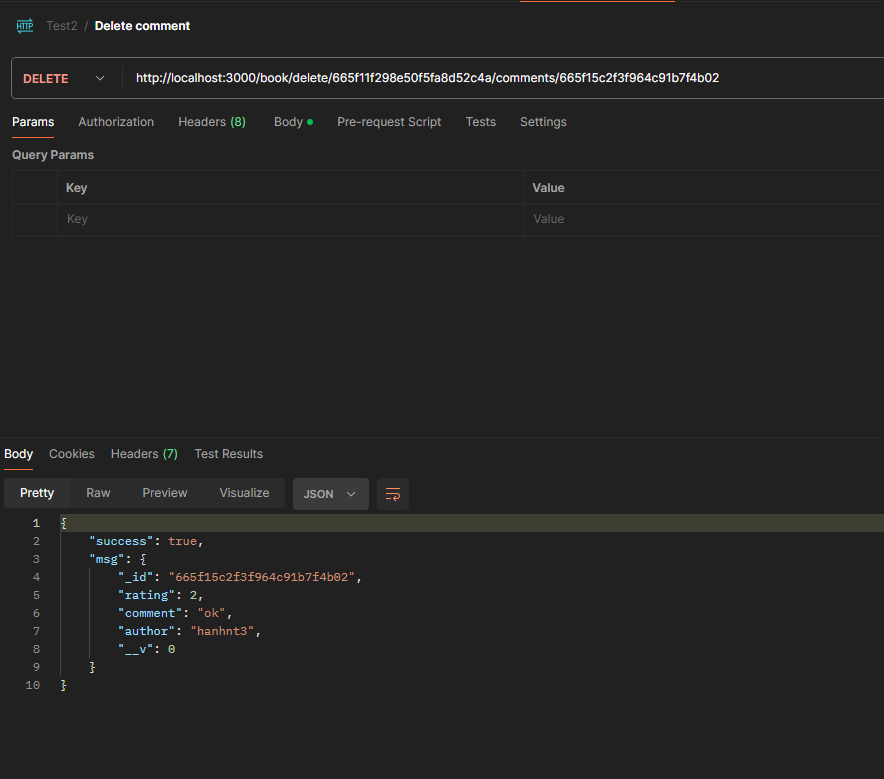 HTTP Test2 / Delete comment
DELETE http://localhost:3000/book/delete/665f11f298e50f5fa8d52c4a/comments/665f15c2f3f964c91b7f4b02
Params Authorization Headers (8) Body Pre-request Script Tests Settings
Query Params
Key Value
Key Value
Body Cookies Headers (7) Test Results
Pretty Raw Preview Visualize JSON
1 {
2 "success": true,
3 "msg": {
4 "_id": "665f15c2f3f964c91b7f4b02",
5 "rating": 2,
6 "comment": "ok",
7 "author": "hanhnt3",
8 "__v": 0
9 }
10 }